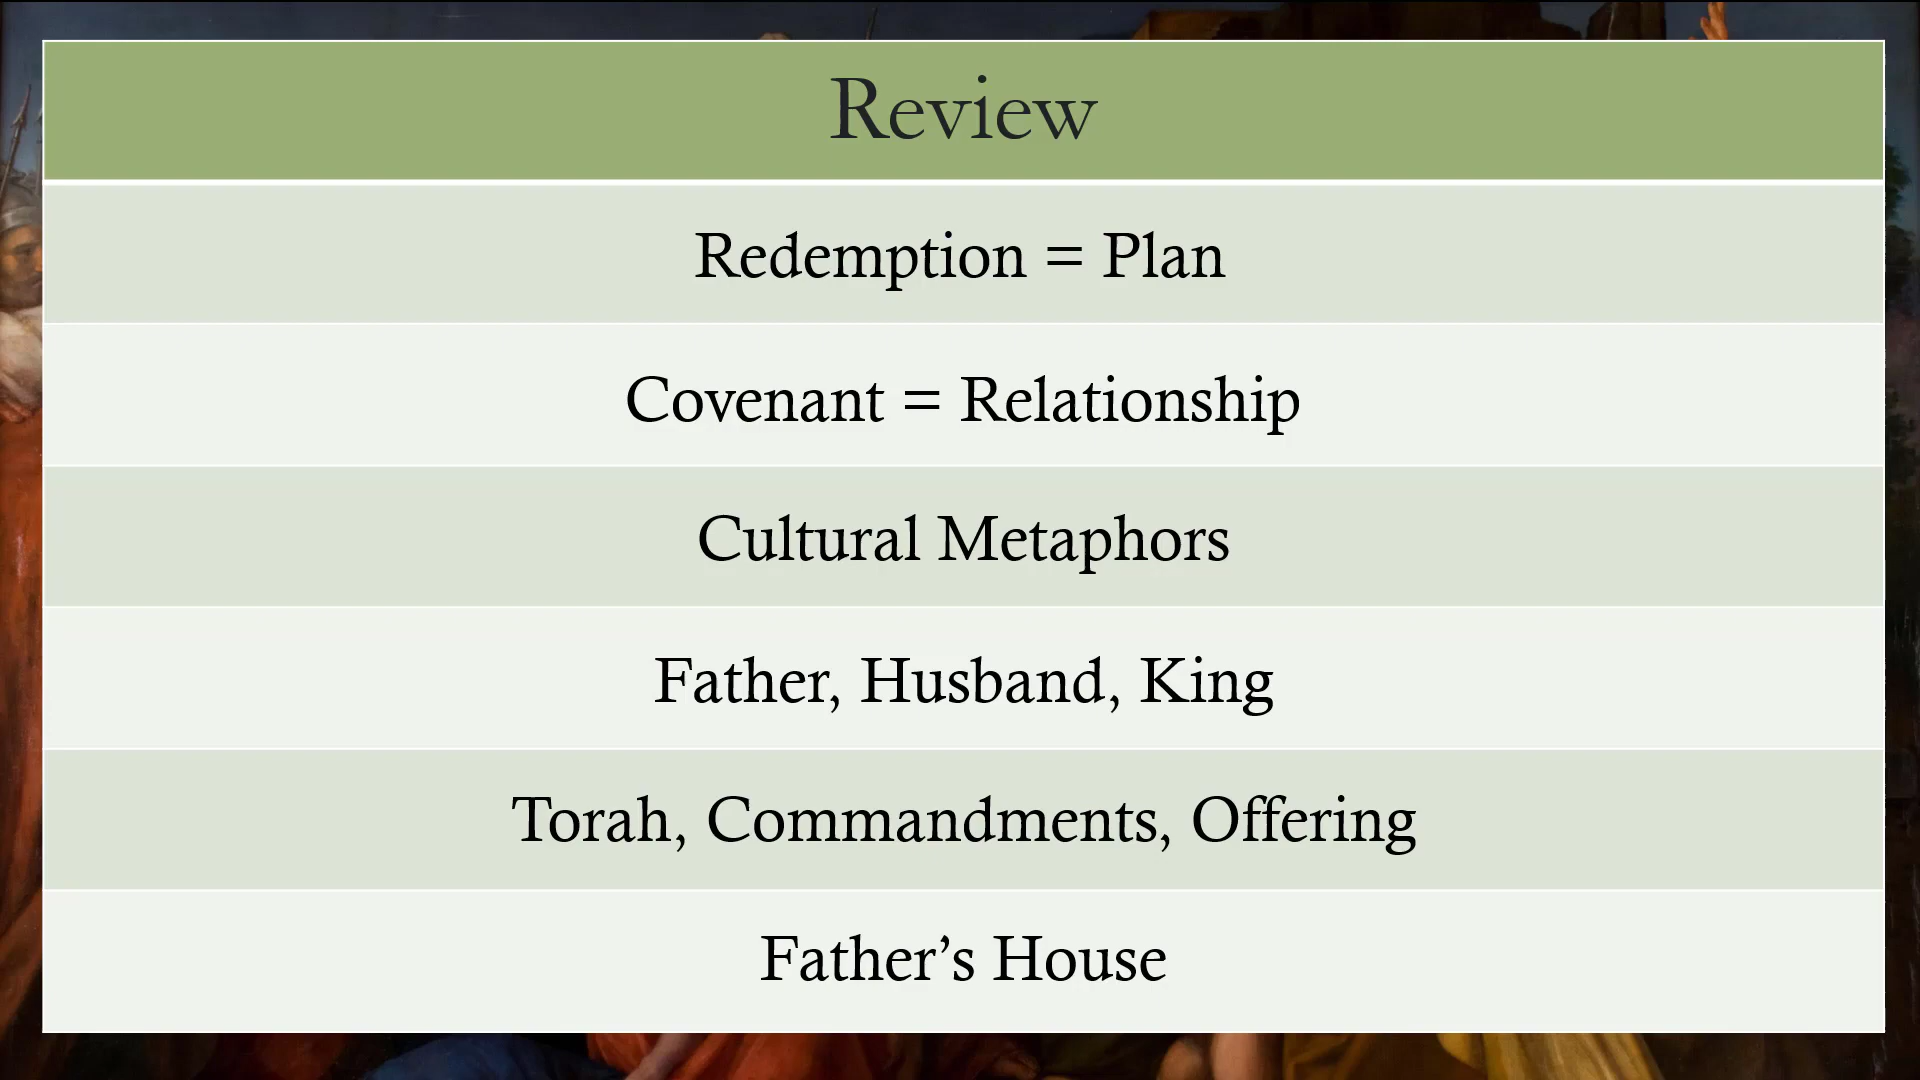 Review
Redemption = Plan
Covenant = Relationship
Cultural Metaphors
Father, Husband, King
Torah, Commandments, Offering
Father’s House